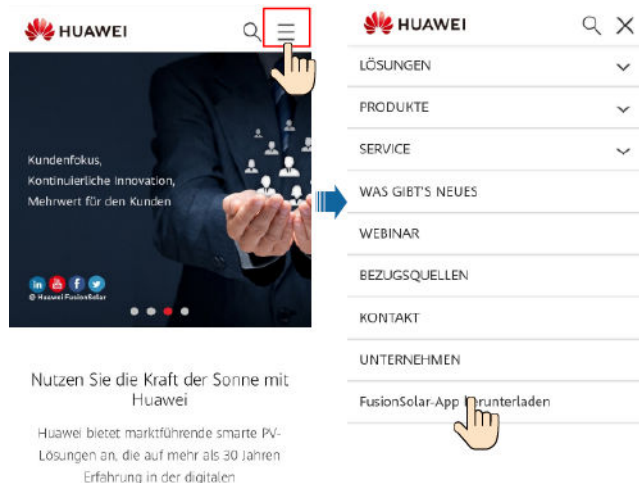 HUAWEI
Kundenfokus,
Kontinuierliche Innovation,
Mehrwert für den Kunden
in
f
© Huawei FusionSolar
Nutzen Sie die Kraft der Sonne mit
Huawei
Huawei bietet marktführende smarte PV-
Lösungen an, die auf mehr als 30 Jahren
Erfahrung in der digitalen
HUAWEI
LÖSUNGEN
PRODUKTE
SERVICE
WAS GIBT'S NEUES
WEBINAR
BEZUGSQUELLEN
KONTAKT
UNTERNEHMEN
FusionSolar-App herunterladen